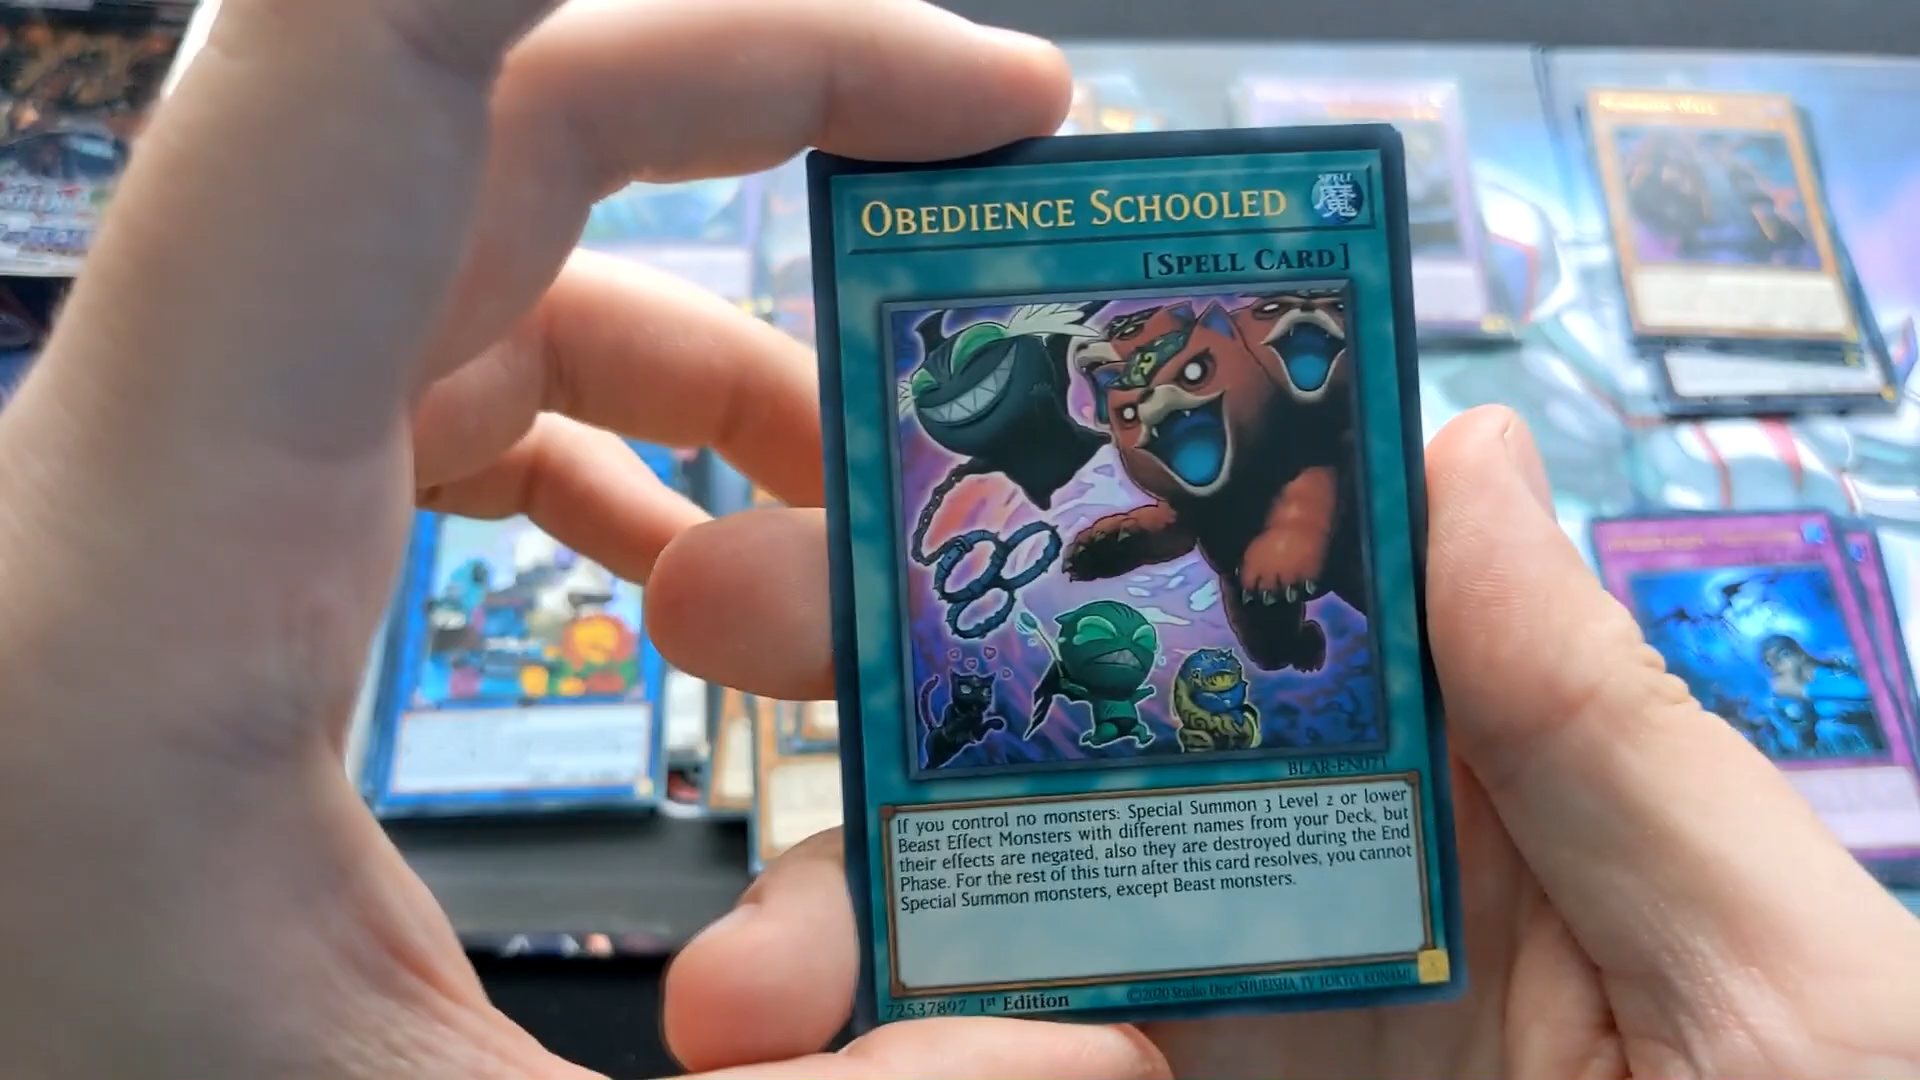 OBEDIENCE SCHOOLED
SPELL
魔
[SPELL CARD]
BLAR-EN071
If you control no monsters: Special Summon 3 Level 2 or lower
Beast Effect Monsters with different names from your Deck, but
their effects are negated, also they are destroyed during the End
Phase. For the rest of this turn after this card resolves, you cannot
Special Summon monsters, except Beast monsters.
72537897 1st Edition
©2020 Studio Dice/SHUEISHA, TV TOKYO, KONAMI